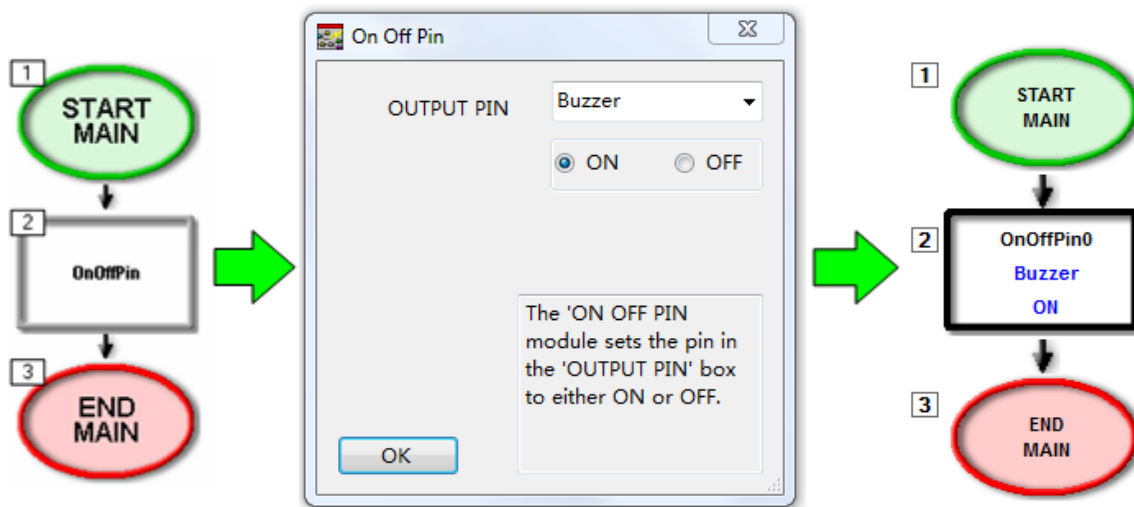 1
START
MAIN
2
OnOffPin
3
END
MAIN
On Off Pin
OUTPUT PIN
Buzzer
ON
OFF
The 'ON OFF PIN
module sets the pin in
the 'OUTPUT PIN' box
to either ON or OFF.
OK
1
START
MAIN
2
OnOffPin0
Buzzer
ON
3
END
MAIN